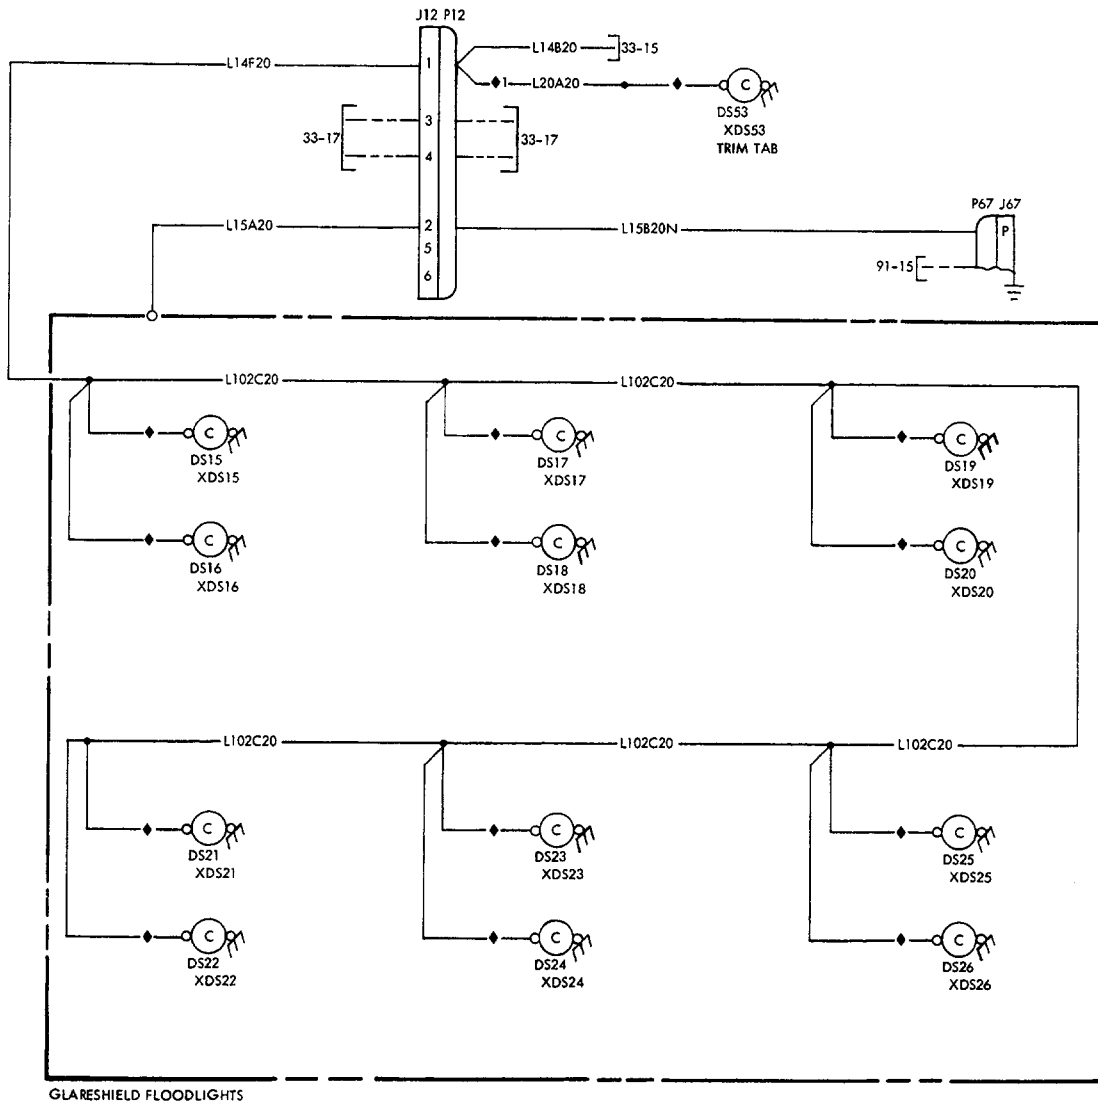 J12 P12
L14F20
1
L14B20
33-15
1
L20A20
C
DS53
XDS53
TRIM TAB
33-17
3
4
33-17
L15A20
2
5
6
L15B20N
P67 J67
P
91-15
L102C20
L102C20
C
DS15
XDS15
C
DS17
XDS17
C
DS19
XDS19
C
DS16
XDS16
C
DS18
XDS18
C
DS20
XDS20
L102C20
L102C20
L102C20
C
DS21
XDS21
C
DS23
XDS23
C
DS25
XDS25
C
DS22
XDS22
C
DS24
XDS24
C
DS26
XDS26
GLARESHIELD FLOODLIGHTS